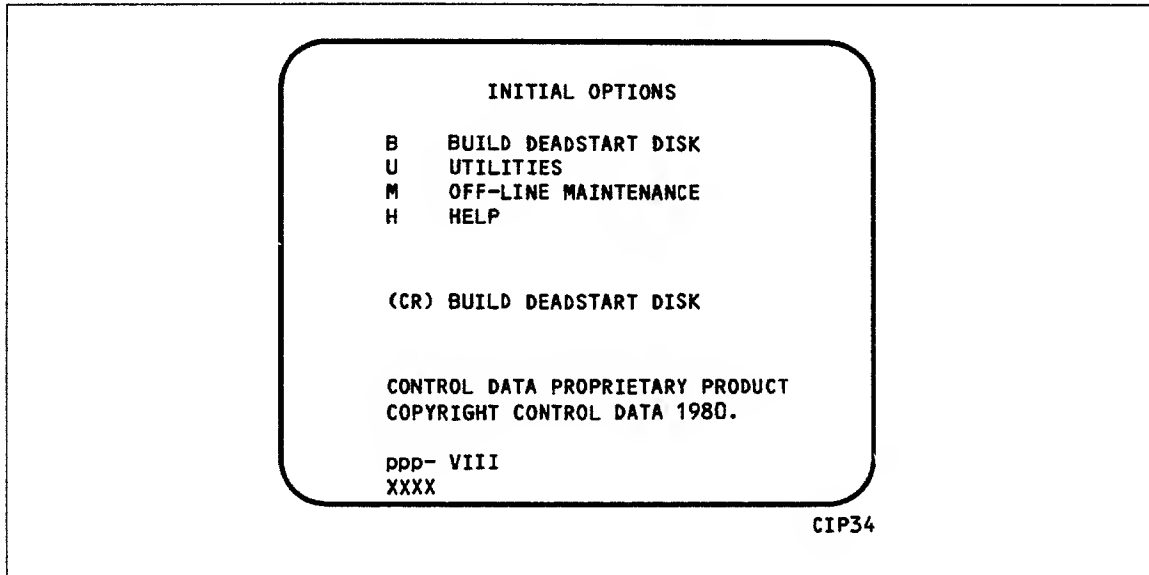 INITIAL OPTIONS
B BUILD DEADSTART DISK
U UTILITIES
M OFF-LINE MAINTENANCE
H HELP
(CR) BUILD DEADSTART DISK
CONTROL DATA PROPRIETARY PRODUCT
COPYRIGHT CONTROL DATA 1980.
ppp- VIII
XXXX
CIP34